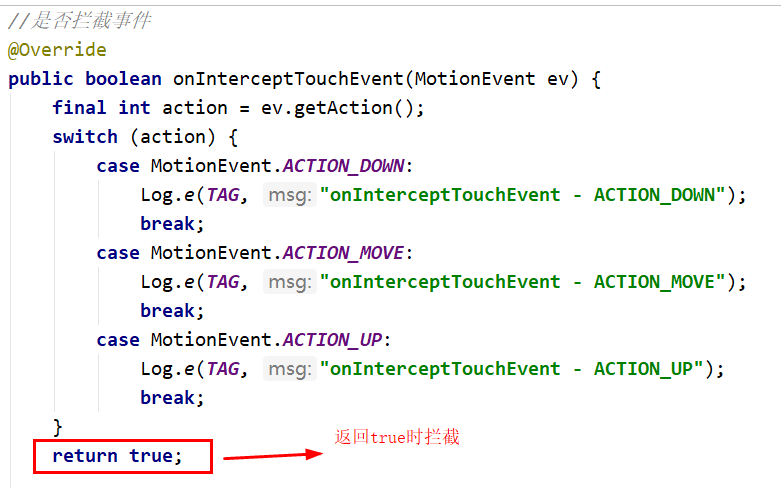 //是否拦截事件
@Override
public boolean onInterceptTouchEvent(MotionEvent ev) {
final int action = ev.getAction();
switch (action) {
case MotionEvent.ACTION_DOWN:
Log.e(TAG, msg: "onInterceptTouchEvent - ACTION_DOWN");
break;
case MotionEvent.ACTION_MOVE:
Log.e(TAG, msg: "onInterceptTouchEvent - ACTION_MOVE");
break;
case MotionEvent.ACTION_UP:
Log.e(TAG, msg: "onInterceptTouchEvent - ACTION_UP");
break;
}
return true; 返回true时拦截